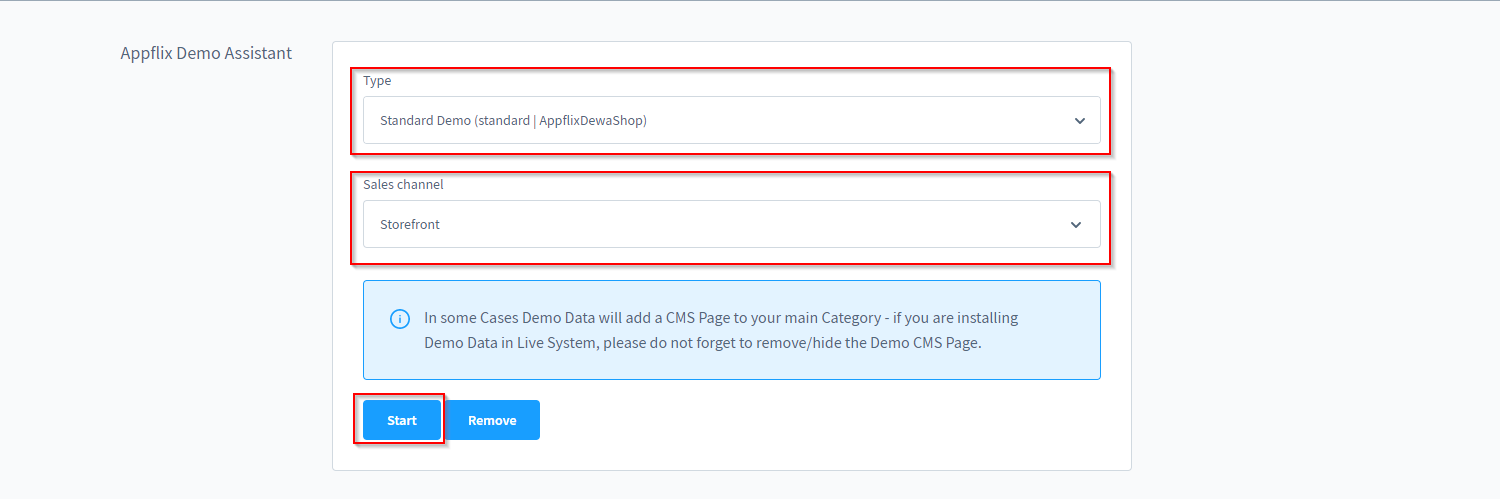 Appflix Demo Assistant
Type
Standard Demo (standard | AppflixDewaShop)
Sales channel
Storefront
In some Cases Demo Data will add a CMS Page to your main Category - if you are installing
Demo Data in Live System, please do not forget to remove/hide the Demo CMS Page.
Start
Remove